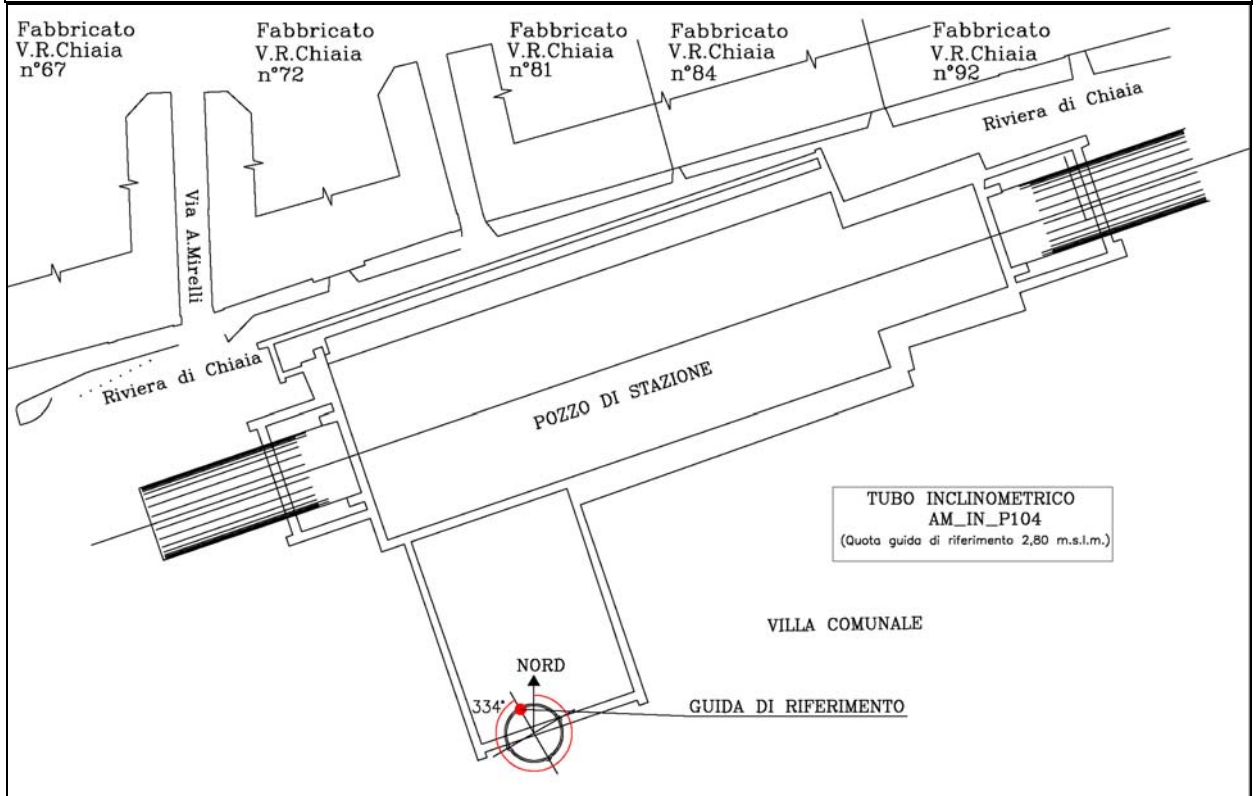 Fabbricato
V.R.Chiaia
n°67
Fabbricato
V.R.Chiaia
n°72
Fabbricato
V.R.Chiaia
n°81
Fabbricato
V.R.Chiaia
n°84
Fabbricato
V.R.Chiaia
n°92
Riviera di Chiaia
Via A.Mirelli
Riviera di Chiaia
POZZO DI STAZIONE
TUBO INCLINOMETRICO
AM_IN_P104
(Quota guida di riferimento 2,80 m.s.l.m.)
VILLA COMUNALE
NORD
334°
GUIDA DI RIFERIMENTO